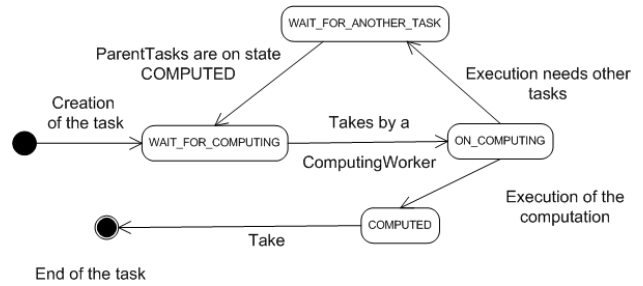 WAIT_FOR_ANOTHER_TASK
ParentTasks are on state
COMPUTED
Execution needs other
tasks
Creation
of the task
WAIT_FOR_COMPUTING
Takes by a
ComputingWorker
ON_COMPUTING
Execution of the
computation
COMPUTED
Take
End of the task